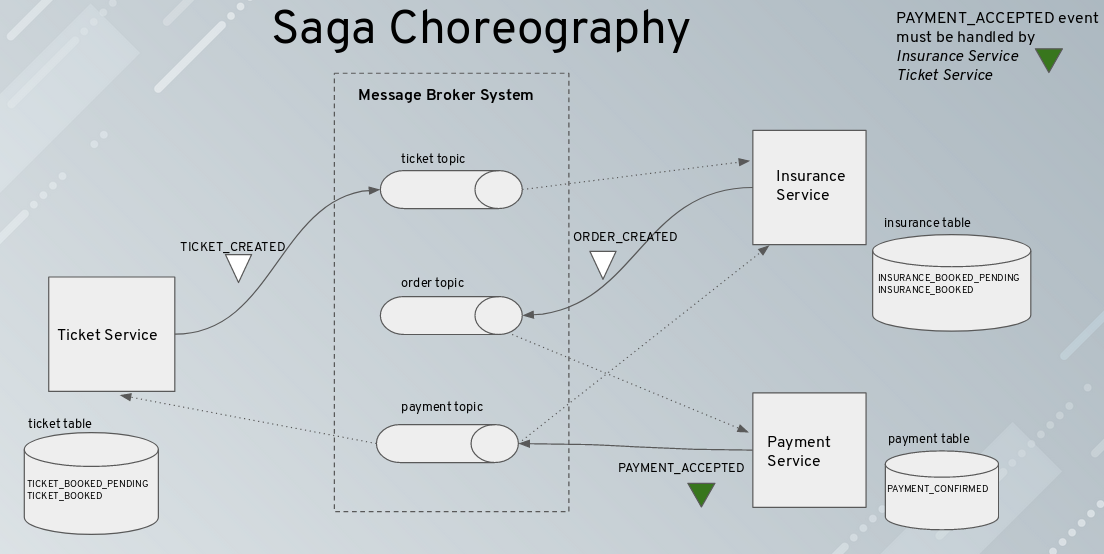 Saga Choreography
PAYMENT_ACCEPTED event
must be handled by
Insurance Service
Ticket Service
Message Broker System
ticket topic
Insurance
Service
TICKET_CREATED
ORDER_CREATED
insurance table
INSURANCE_BOOKED_PENDING
INSURANCE_BOOKED
order topic
Ticket Service
payment topic
ticket table
TICKET_BOOKED_PENDING
TICKET_BOOKED
Payment
Service
PAYMENT_ACCEPTED
payment table
PAYMENT_CONFIRMED